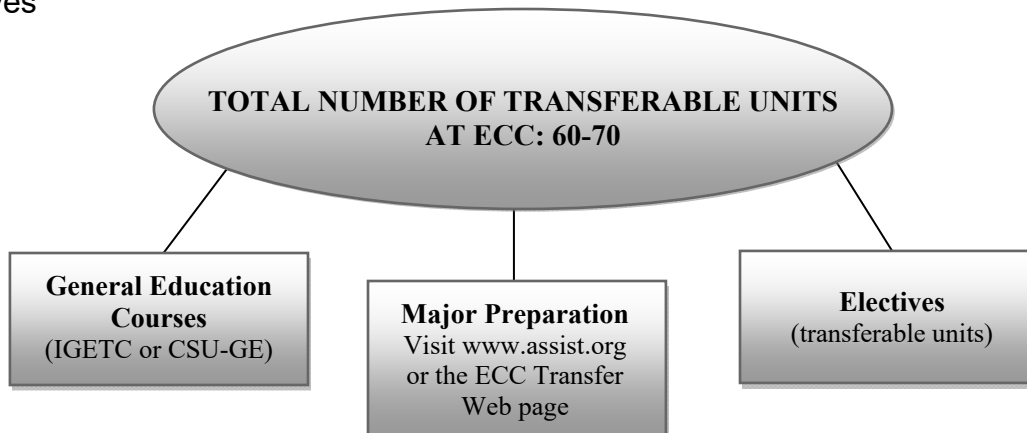 TOTAL NUMBER OF TRANSFERABLE UNITS
AT ECC: 60-70
General Education
Courses
(IGETC or CSU-GE)
Major Preparation
Visit www.assist.org
or the ECC Transfer
Web page
Electives
(transferable units)